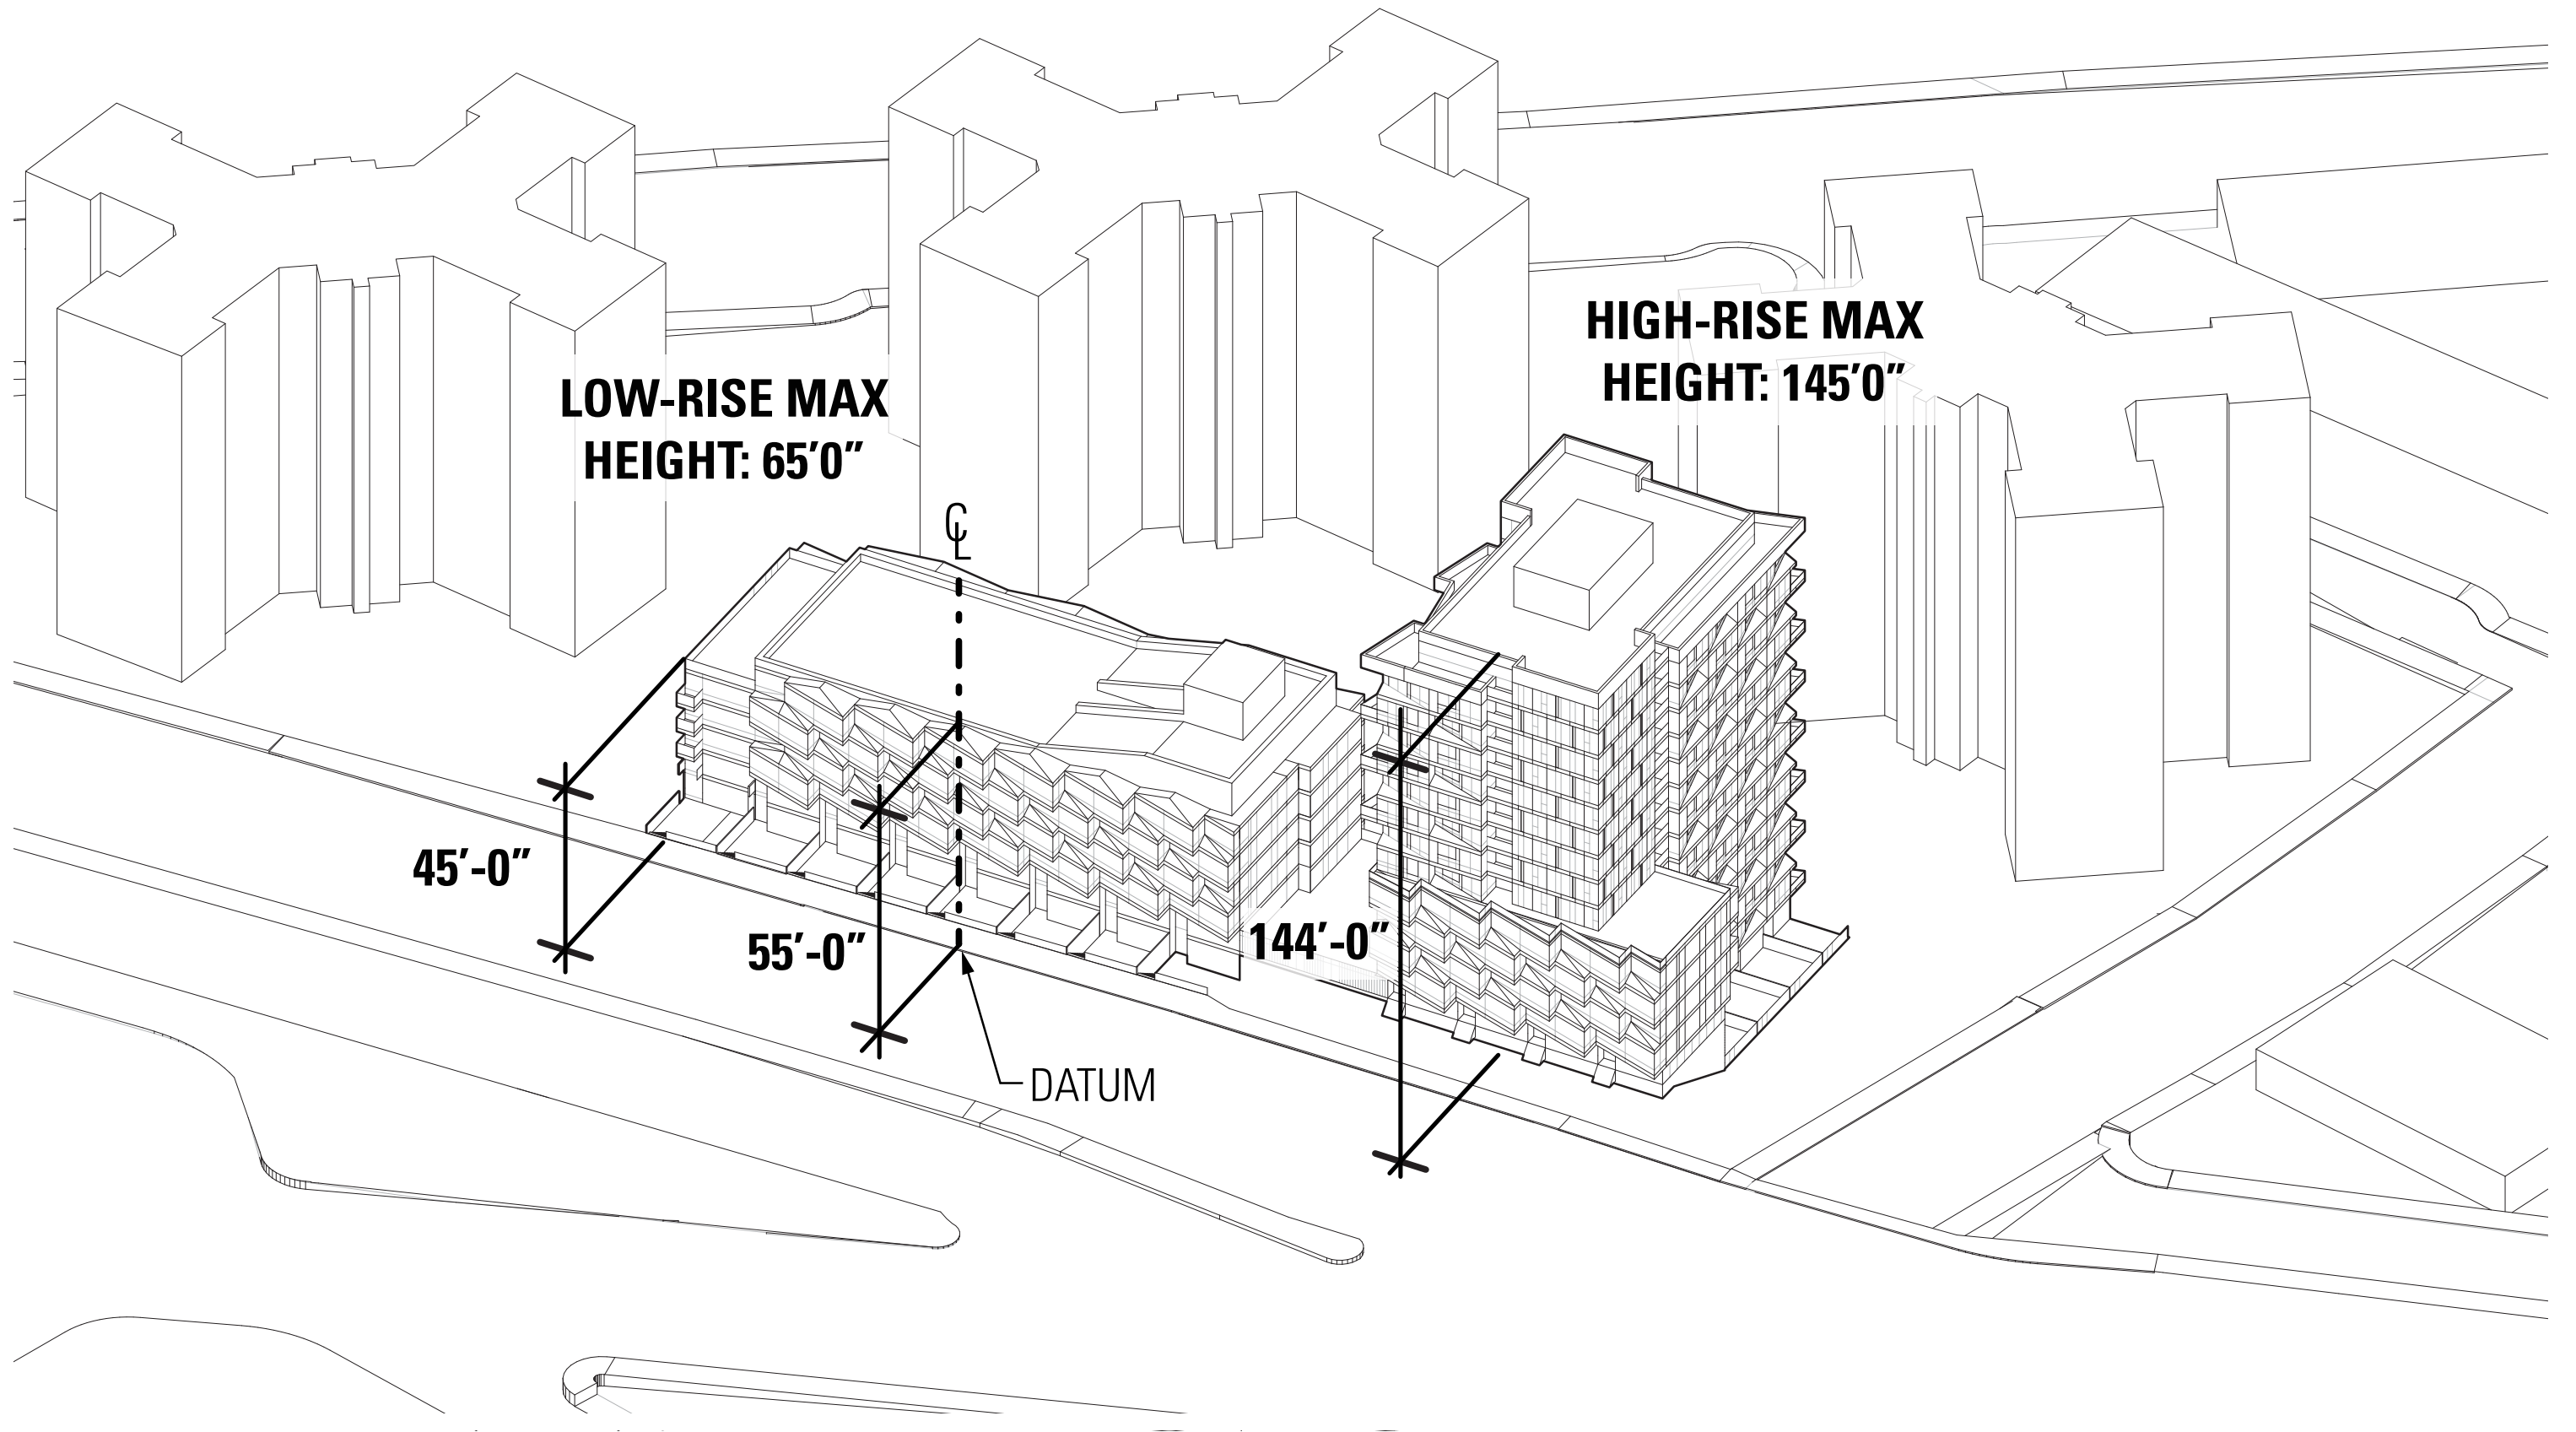 HIGH-RISE MAX
HEIGHT: 145’0”
LOW-RISE MAX
HEIGHT: 65’0”
℄
45’-0”
55’-0”
144’-0”
DATUM